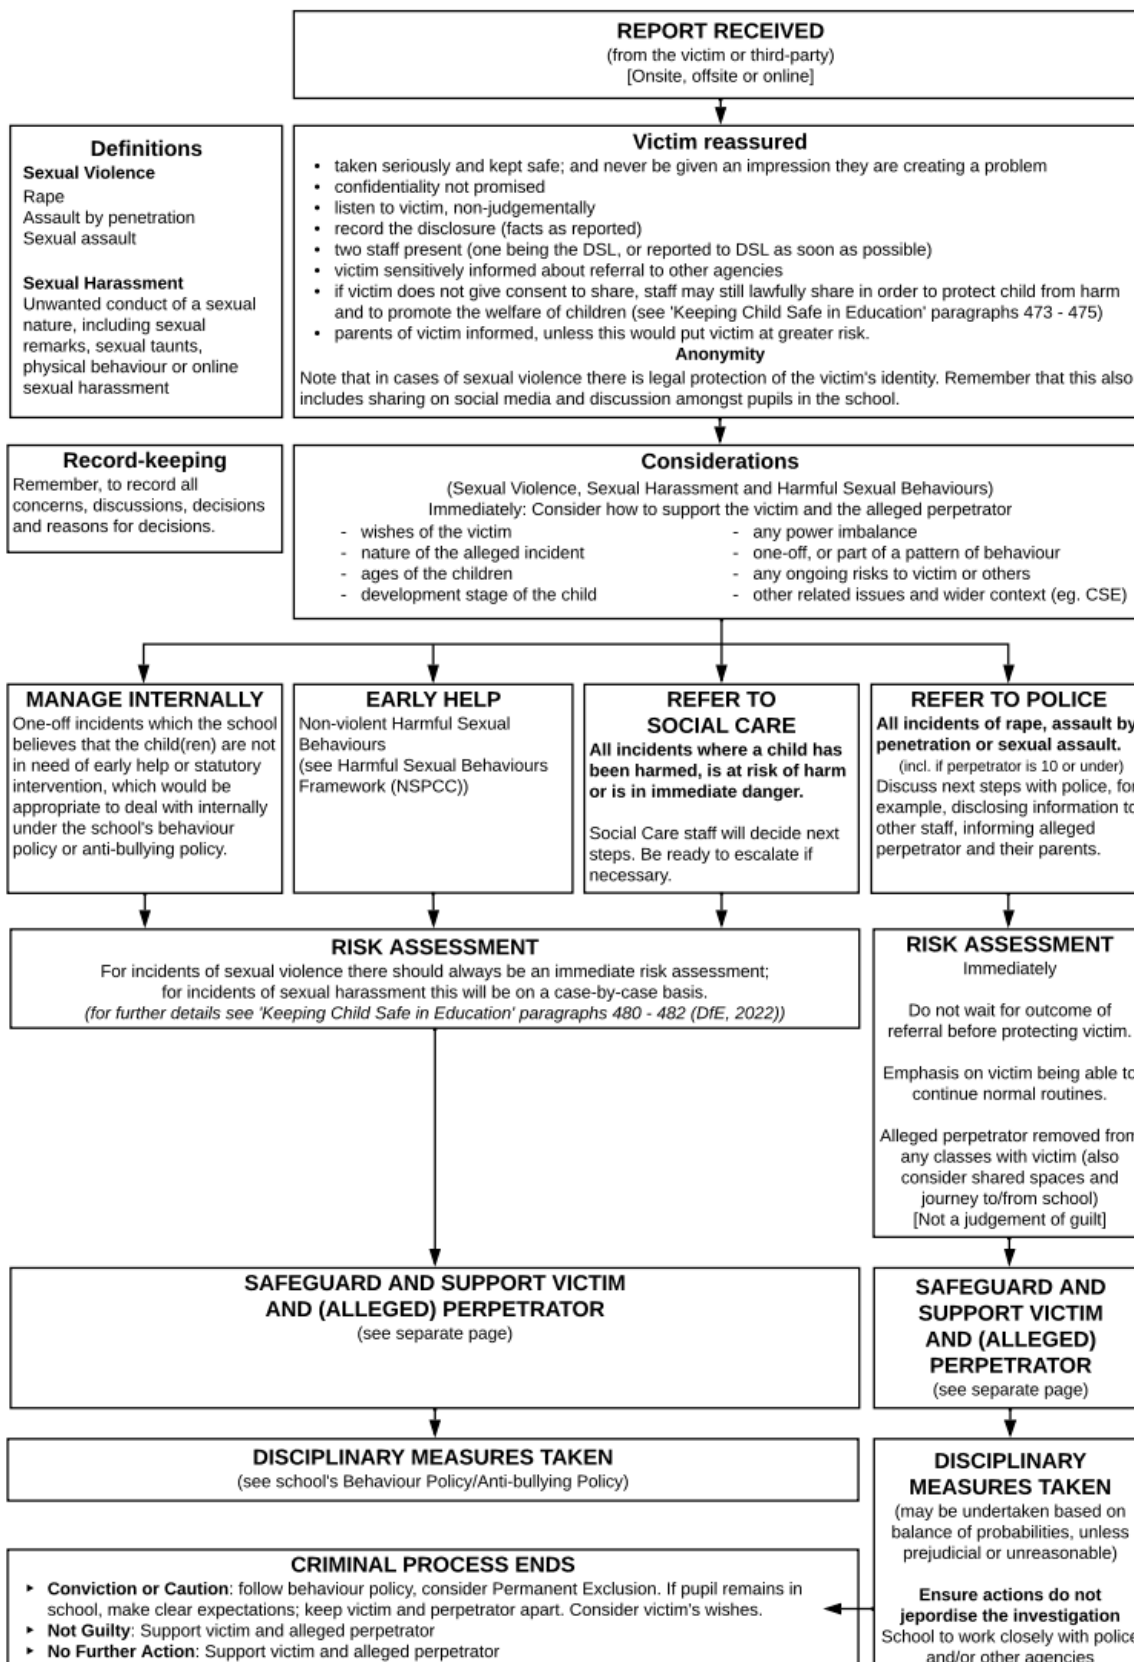 REPORT RECEIVED
(from the victim or third-party)
[Onsite, offsite or online]
Definitions
Sexual Violence
Rape
Assault by penetration
Sexual assault
Sexual Harassment
Unwanted conduct of a sexual
nature, including sexual
remarks, sexual taunts,
physical behaviour or online
sexual harassment
Victim reassured
• taken seriously and kept safe; and never be given an impression they are creating a problem
• confidentiality not promised
• listen to victim, non-judgementally
• record the disclosure (facts as reported)
• two staff present (one being the DSL, or reported to DSL as soon as possible)
• victim sensitively informed about referral to other agencies
• if victim does not give consent to share, staff may still lawfully share in order to protect child from harm
and to promote the welfare of children (see 'Keeping Child Safe in Education' paragraphs 473 - 475)
• parents of victim informed, unless this would put victim at greater risk.
Anonymity
Note that in cases of sexual violence there is legal protection of the victim's identity. Remember that this also
includes sharing on social media and discussion amongst pupils in the school.
Record-keeping
Remember, to record all
concerns, discussions, decisions
and reasons for decisions.
Considerations
(Sexual Violence, Sexual Harassment and Harmful Sexual Behaviours)
Immediately: Consider how to support the victim and the alleged perpetrator
- wishes of the victim
- nature of the alleged incident
- ages of the children
- development stage of the child
- any power imbalance
- one-off, or part of a pattern of behaviour
- any ongoing risks to victim or others
- other related issues and wider context (eg. CSE)
MANAGE INTERNALLY
One-off incidents which the school
believes that the child(ren) are not
in need of early help or statutory
intervention, which would be
appropriate to deal with internally
under the school's behaviour
policy or anti-bullying policy.
EARLY HELP
Non-violent Harmful Sexual
Behaviours
(see Harmful Sexual Behaviours
Framework (NSPCC))
REFER TO
SOCIAL CARE
All incidents where a child has
been harmed, is at risk of harm
or is in immediate danger.
Social Care staff will decide next
steps. Be ready to escalate if
necessary.
REFER TO POLICE
All incidents of rape, assault by
penetration or sexual assault.
(incl. if perpetrator is 10 or under)
Discuss next steps with police, for
example, disclosing information to
other staff, informing alleged
perpetrator and their parents.
RISK ASSESSMENT
For incidents of sexual violence there should always be an immediate risk assessment;
for incidents of sexual harassment this will be on a case-by-case basis.
(for further details see 'Keeping Child Safe in Education' paragraphs 480 - 482 (DfE, 2022))
RISK ASSESSMENT
Immediately
Do not wait for outcome of
referral before protecting victim.
Emphasis on victim being able to
continue normal routines.
Alleged perpetrator removed from
any classes with victim (also
consider shared spaces and
journey to/from school)
[Not a judgement of guilt]
SAFEGUARD AND SUPPORT VICTIM
AND (ALLEGED) PERPETRATOR
(see separate page)
SAFEGUARD AND
SUPPORT VICTIM
AND (ALLEGED)
PERPETRATOR
(see separate page)
DISCIPLINARY MEASURES TAKEN
(see school's Behaviour Policy/Anti-bullying Policy)
DISCIPLINARY
MEASURES TAKEN
(may be undertaken based on
balance of probabilities, unless
prejudicial or unreasonable)
Ensure actions do not
jepordise the investigation
School to work closely with police
and/or other agencies
CRIMINAL PROCESS ENDS
▸ Conviction or Caution: follow behaviour policy, consider Permanent Exclusion. If pupil remains in
school, make clear expectations; keep victim and perpetrator apart. Consider victim's wishes.
▸ Not Guilty: Support victim and alleged perpetrator
▸ No Further Action: Support victim and alleged perpetrator